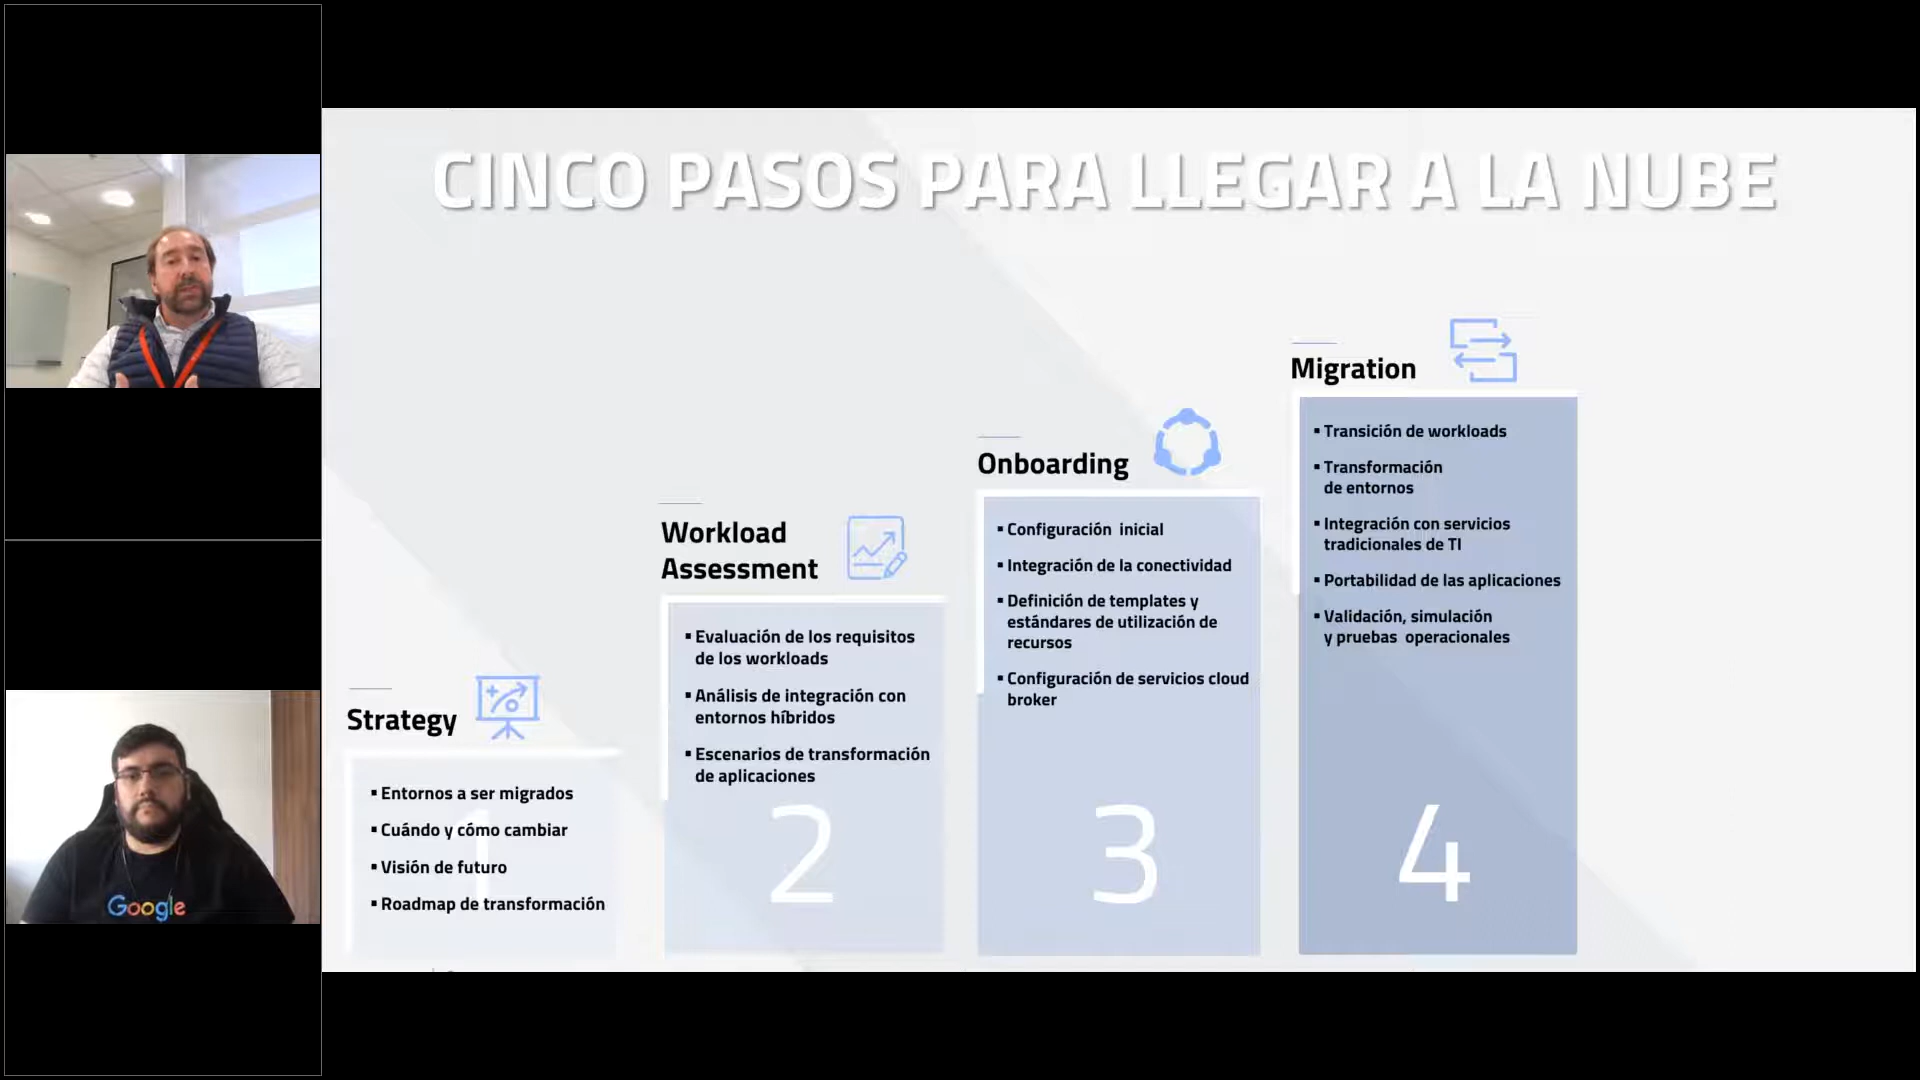 CINCO PASOS PARA LLEGAR A LA NUBE
Strategy
▪ Entornos a ser migrados
▪ Cuándo y cómo cambiar
▪ Visión de futuro
▪ Roadmap de transformación
1
Workload
Assessment
▪ Evaluación de los requisitos
de los workloads
▪ Análisis de integración con
entornos híbridos
▪ Escenarios de transformación
de aplicaciones
2
Onboarding
▪ Configuración inicial
▪ Integración de la conectividad
▪ Definición de templates y
estándares de utilización de
recursos
▪ Configuración de servicios cloud
broker
3
Migration
▪ Transición de workloads
▪ Transformación
de entornos
▪ Integración con servicios
tradicionales de TI
▪ Portabilidad de las aplicaciones
▪ Validación, simulación
y pruebas operacionales
4
Google